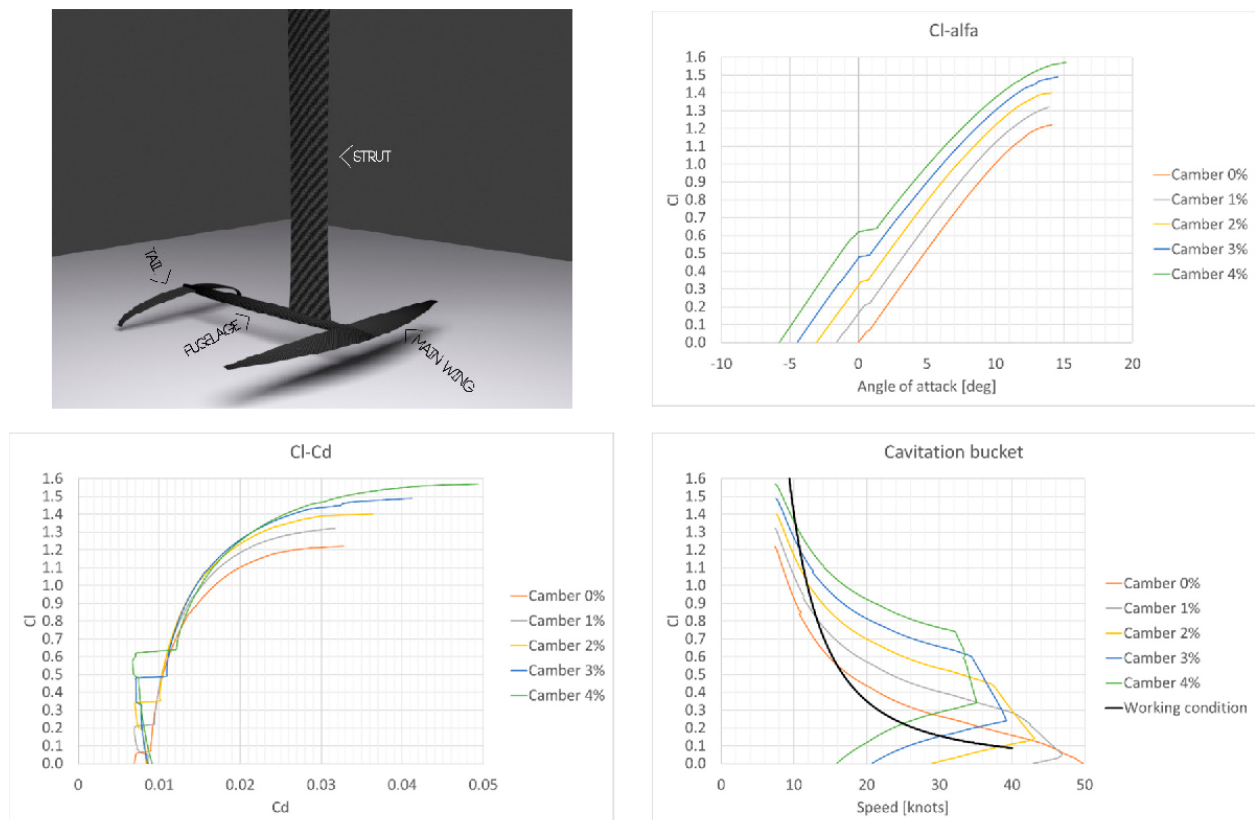 STRUT
TAIL
FUSELAGE
MAIN WING
Cl-alfa
Cl
1.6
1.5
1.4
1.3
1.2
1.1
1.0
0.9
0.8
0.7
0.6
0.5
0.4
0.3
0.2
0.1
0.0
-10 -5 0 5 10 15 20
Angle of attack [deg]
Camber 0%
Camber 1%
Camber 2%
Camber 3%
Camber 4%
Cl-Cd
Cl
1.6
1.5
1.4
1.3
1.2
1.1
1.0
0.9
0.8
0.7
0.6
0.5
0.4
0.3
0.2
0.1
0.0
0 0.01 0.02 0.03 0.04 0.05
Cd
Camber 0%
Camber 1%
Camber 2%
Camber 3%
Camber 4%
Cavitation bucket
Cl
1.6
1.5
1.4
1.3
1.2
1.1
1.0
0.9
0.8
0.7
0.6
0.5
0.4
0.3
0.2
0.1
0.0
0 10 20 30 40 50
Speed [knots]
Camber 0%
Camber 1%
Camber 2%
Camber 3%
Camber 4%
Working condition